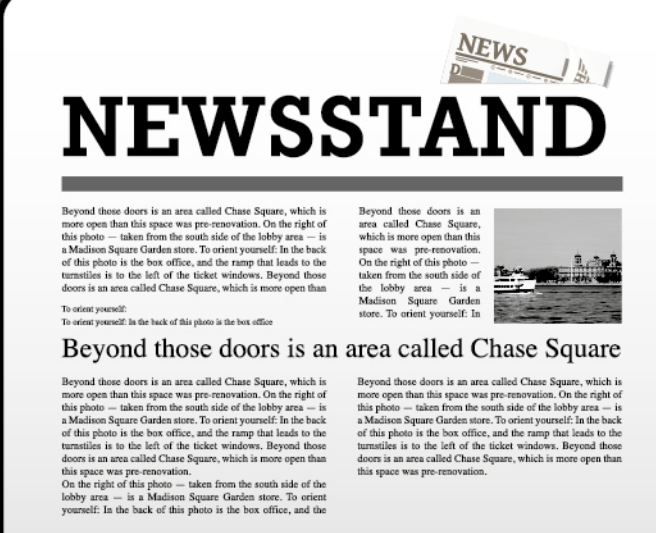 NEWS
D
NEWSSTAND
Beyond those doors is an area called Chase Square, which is
more open than this space was pre-renovation. On the right of
this photo — taken from the south side of the lobby area — is
a Madison Square Garden store. To orient yourself: In the back
of this photo is the box office, and the ramp that leads to the
turnstiles is to the left of the ticket windows. Beyond those
doors is an area called Chase Square, which is more open than
To orient yourself:
To orient yourself: In the back of this photo is the box office
Beyond those doors is an
area called Chase Square,
which is more open than this
space was pre-renovation.
On the right of this photo —
taken from the south side of
the lobby area — is a
Madison Square Garden
store. To orient yourself: In
Beyond those doors is an area called Chase Square
Beyond those doors is an area called Chase Square, which is
more open than this space was pre-renovation. On the right of
this photo — taken from the south side of the lobby area — is
a Madison Square Garden store. To orient yourself: In the back
of this photo is the box office, and the ramp that leads to the
turnstiles is to the left of the ticket windows. Beyond those
doors is an area called Chase Square, which is more open than
this space was pre-renovation.
On the right of this photo — taken from the south side of the
lobby area — is a Madison Square Garden store. To orient
yourself: In the back of this photo is the box office, and the
Beyond those doors is an area called Chase Square, which is
more open than this space was pre-renovation. On the right of
this photo — taken from the south side of the lobby area — is
a Madison Square Garden store. To orient yourself: In the back
of this photo is the box office, and the ramp that leads to the
turnstiles is to the left of the ticket windows. Beyond those
doors is an area called Chase Square, which is more open than
this space was pre-renovation.